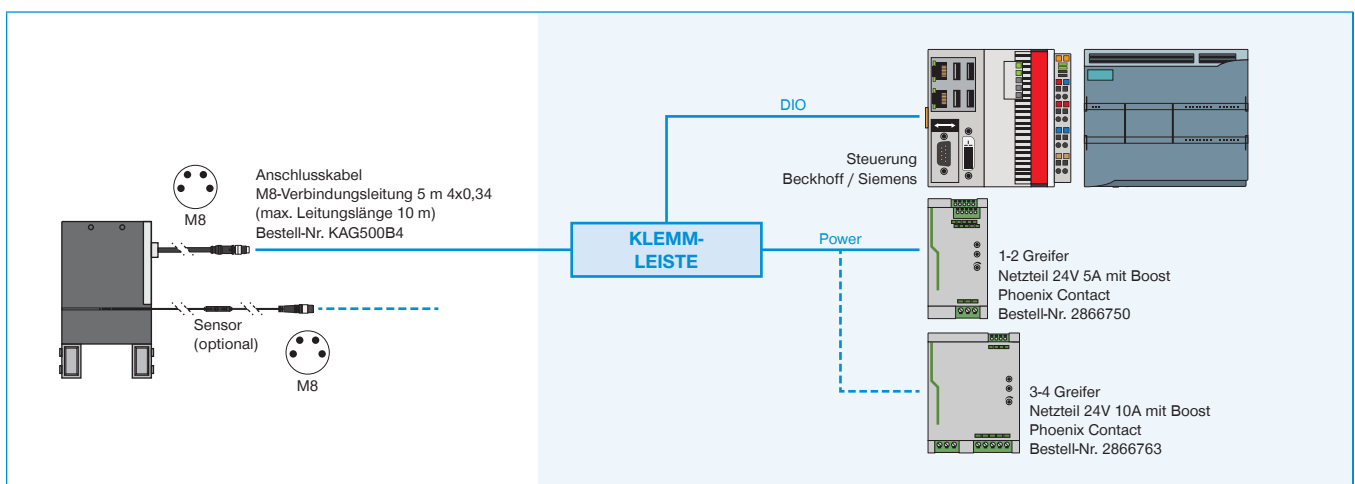 DIO
Steuerung
Beckhoff / Siemens
Anschlusskabel
M8-Verbindungsleitung 5 m 4x0,34
(max. Leitungslänge 10 m)
Bestell-Nr. KAG500B4
M8
KLEMM-
LEISTE
Power
1-2 Greifer
Netzteil 24V 5A mit Boost
Phoenix Contact
Bestell-Nr. 2866750
Sensor
(optional)
M8
3-4 Greifer
Netzteil 24V 10A mit Boost
Phoenix Contact
Bestell-Nr. 2866763